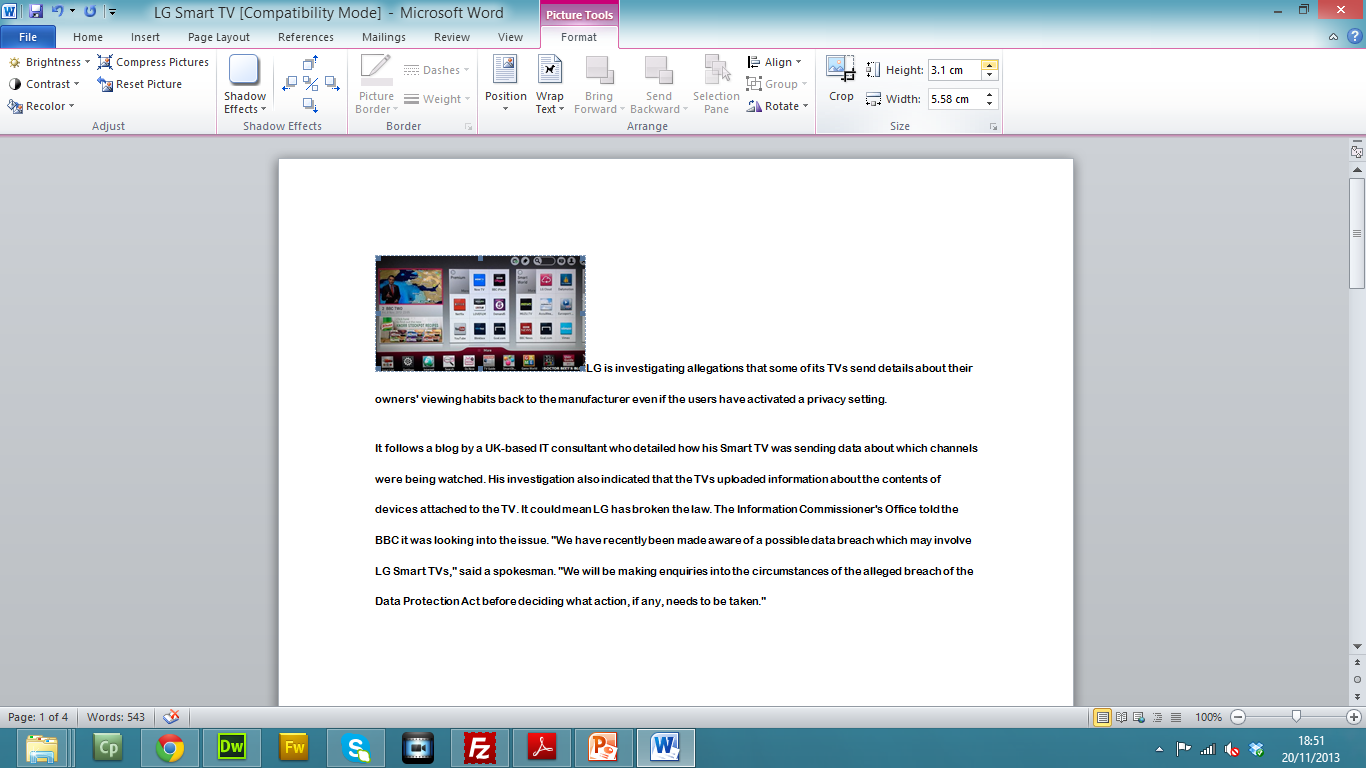 LG Smart TV [Compatibility Mode] - Microsoft Word
Picture Tools
File Home Insert Page Layout References Mailings Review View Format
Brightness Compress Pictures
Contrast Reset Picture
Recolor
Adjust
Shadow
Effects
Shadow Effects
Picture
Border
Dashes
Weight
Border
Position
Wrap
Text
Bring
Forward
Send
Backward
Selection
Pane
Align
Group
Rotate
Arrange
Crop
Height: 3.1 cm
Width: 5.58 cm
Size
LG is investigating allegations that some of its TVs send details about their
owners' viewing habits back to the manufacturer even if the users have activated a privacy setting.
It follows a blog by a UK-based IT consultant who detailed how his Smart TV was sending data about which channels
were being watched. His investigation also indicated that the TVs uploaded information about the contents of
devices attached to the TV. It could mean LG has broken the law. The Information Commissioner's Office told the
BBC it was looking into the issue. "We have recently been made aware of a possible data breach which may involve
LG Smart TVs," said a spokesman. "We will be making enquiries into the circumstances of the alleged breach of the
Data Protection Act before deciding what action, if any, needs to be taken."
Page: 1 of 4 Words: 543 100%
Cp Dw Fw S Fz P W
18:51
20/11/2013